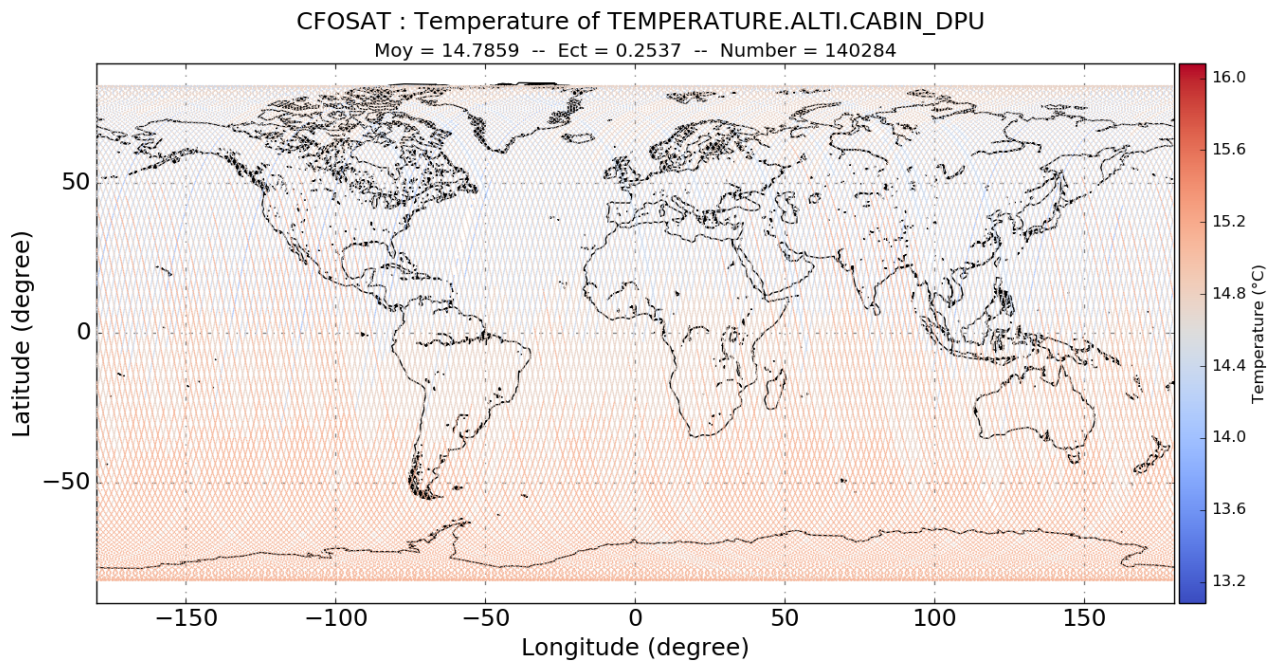 CFOSAT : Temperature of TEMPERATURE.ALTI.CABIN_DPU
Moy = 14.7859 -- Ect = 0.2537 -- Number = 140284
50
0
−50
Latitude (degree)
−150 −100 −50 0 50 100 150
Longitude (degree)
16.0
15.6
15.2
14.8
14.4
14.0
13.6
13.2
Temperature (°C)